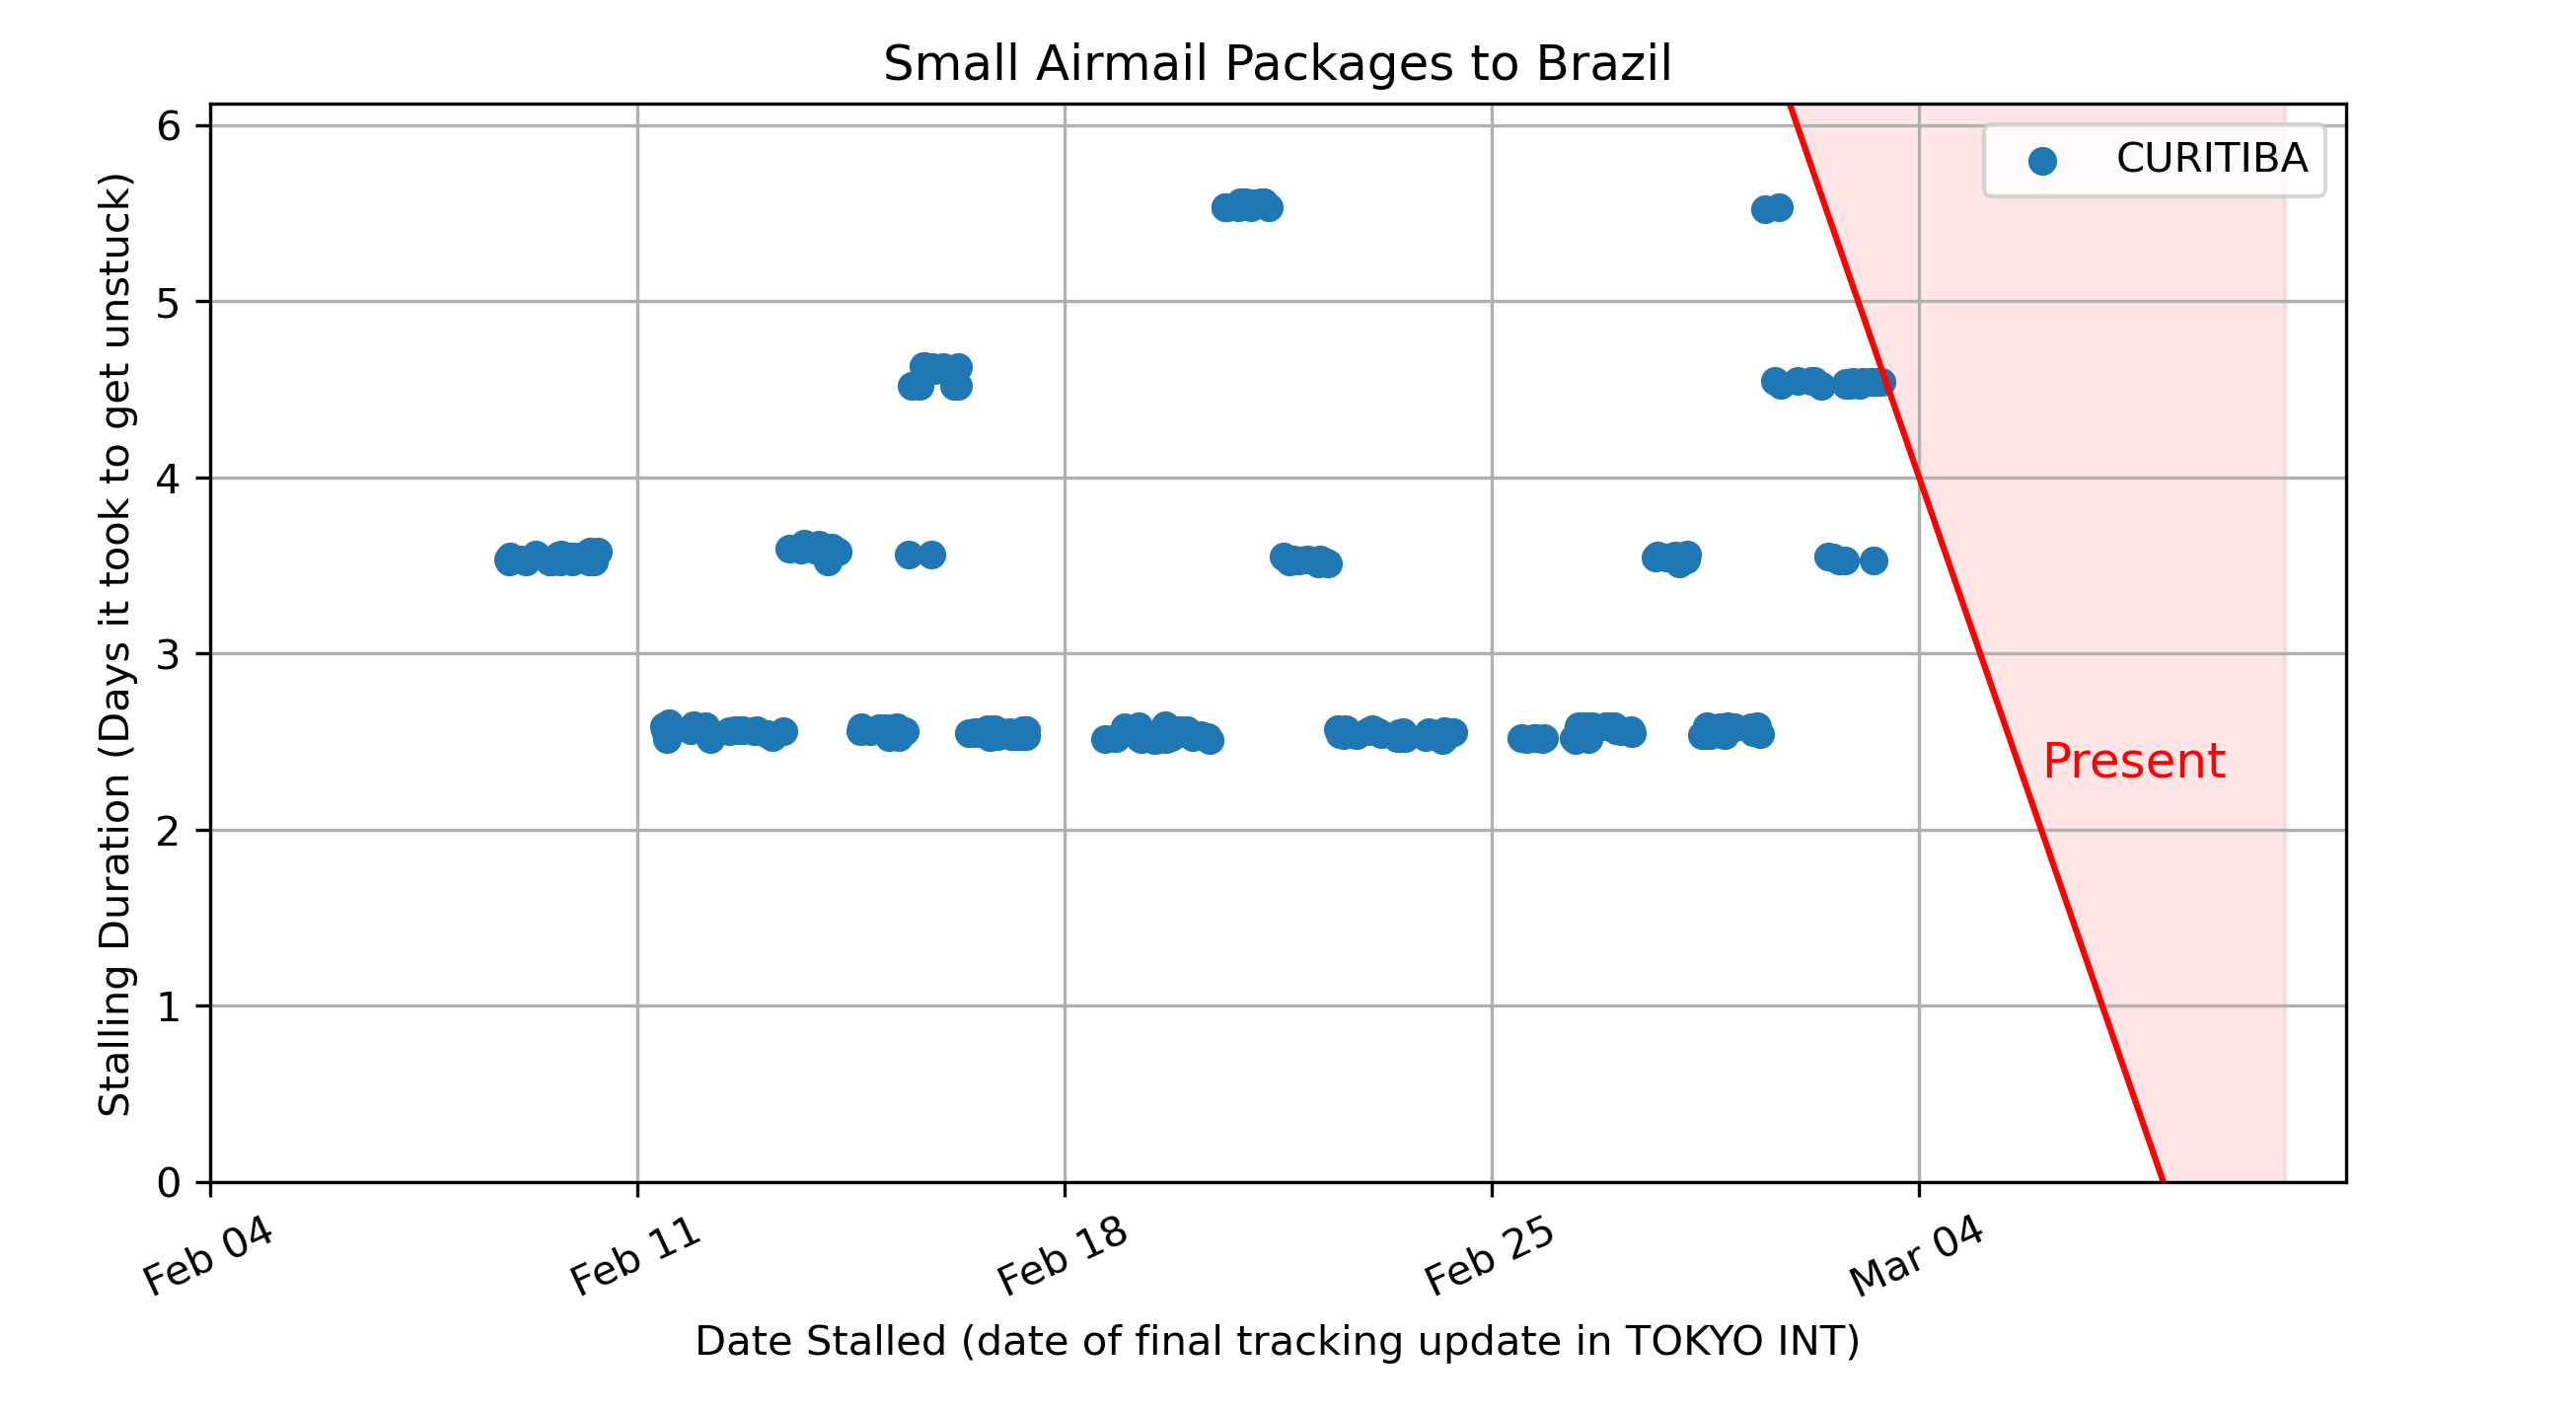 Small Airmail Packages to Brazil
Stalling Duration (Days it took to get unstuck)
6
5
4
3
2
1
0
CURITIBA
Present
Feb 04
Feb 11
Feb 18
Feb 25
Mar 04
Date Stalled (date of final tracking update in TOKYO INT)